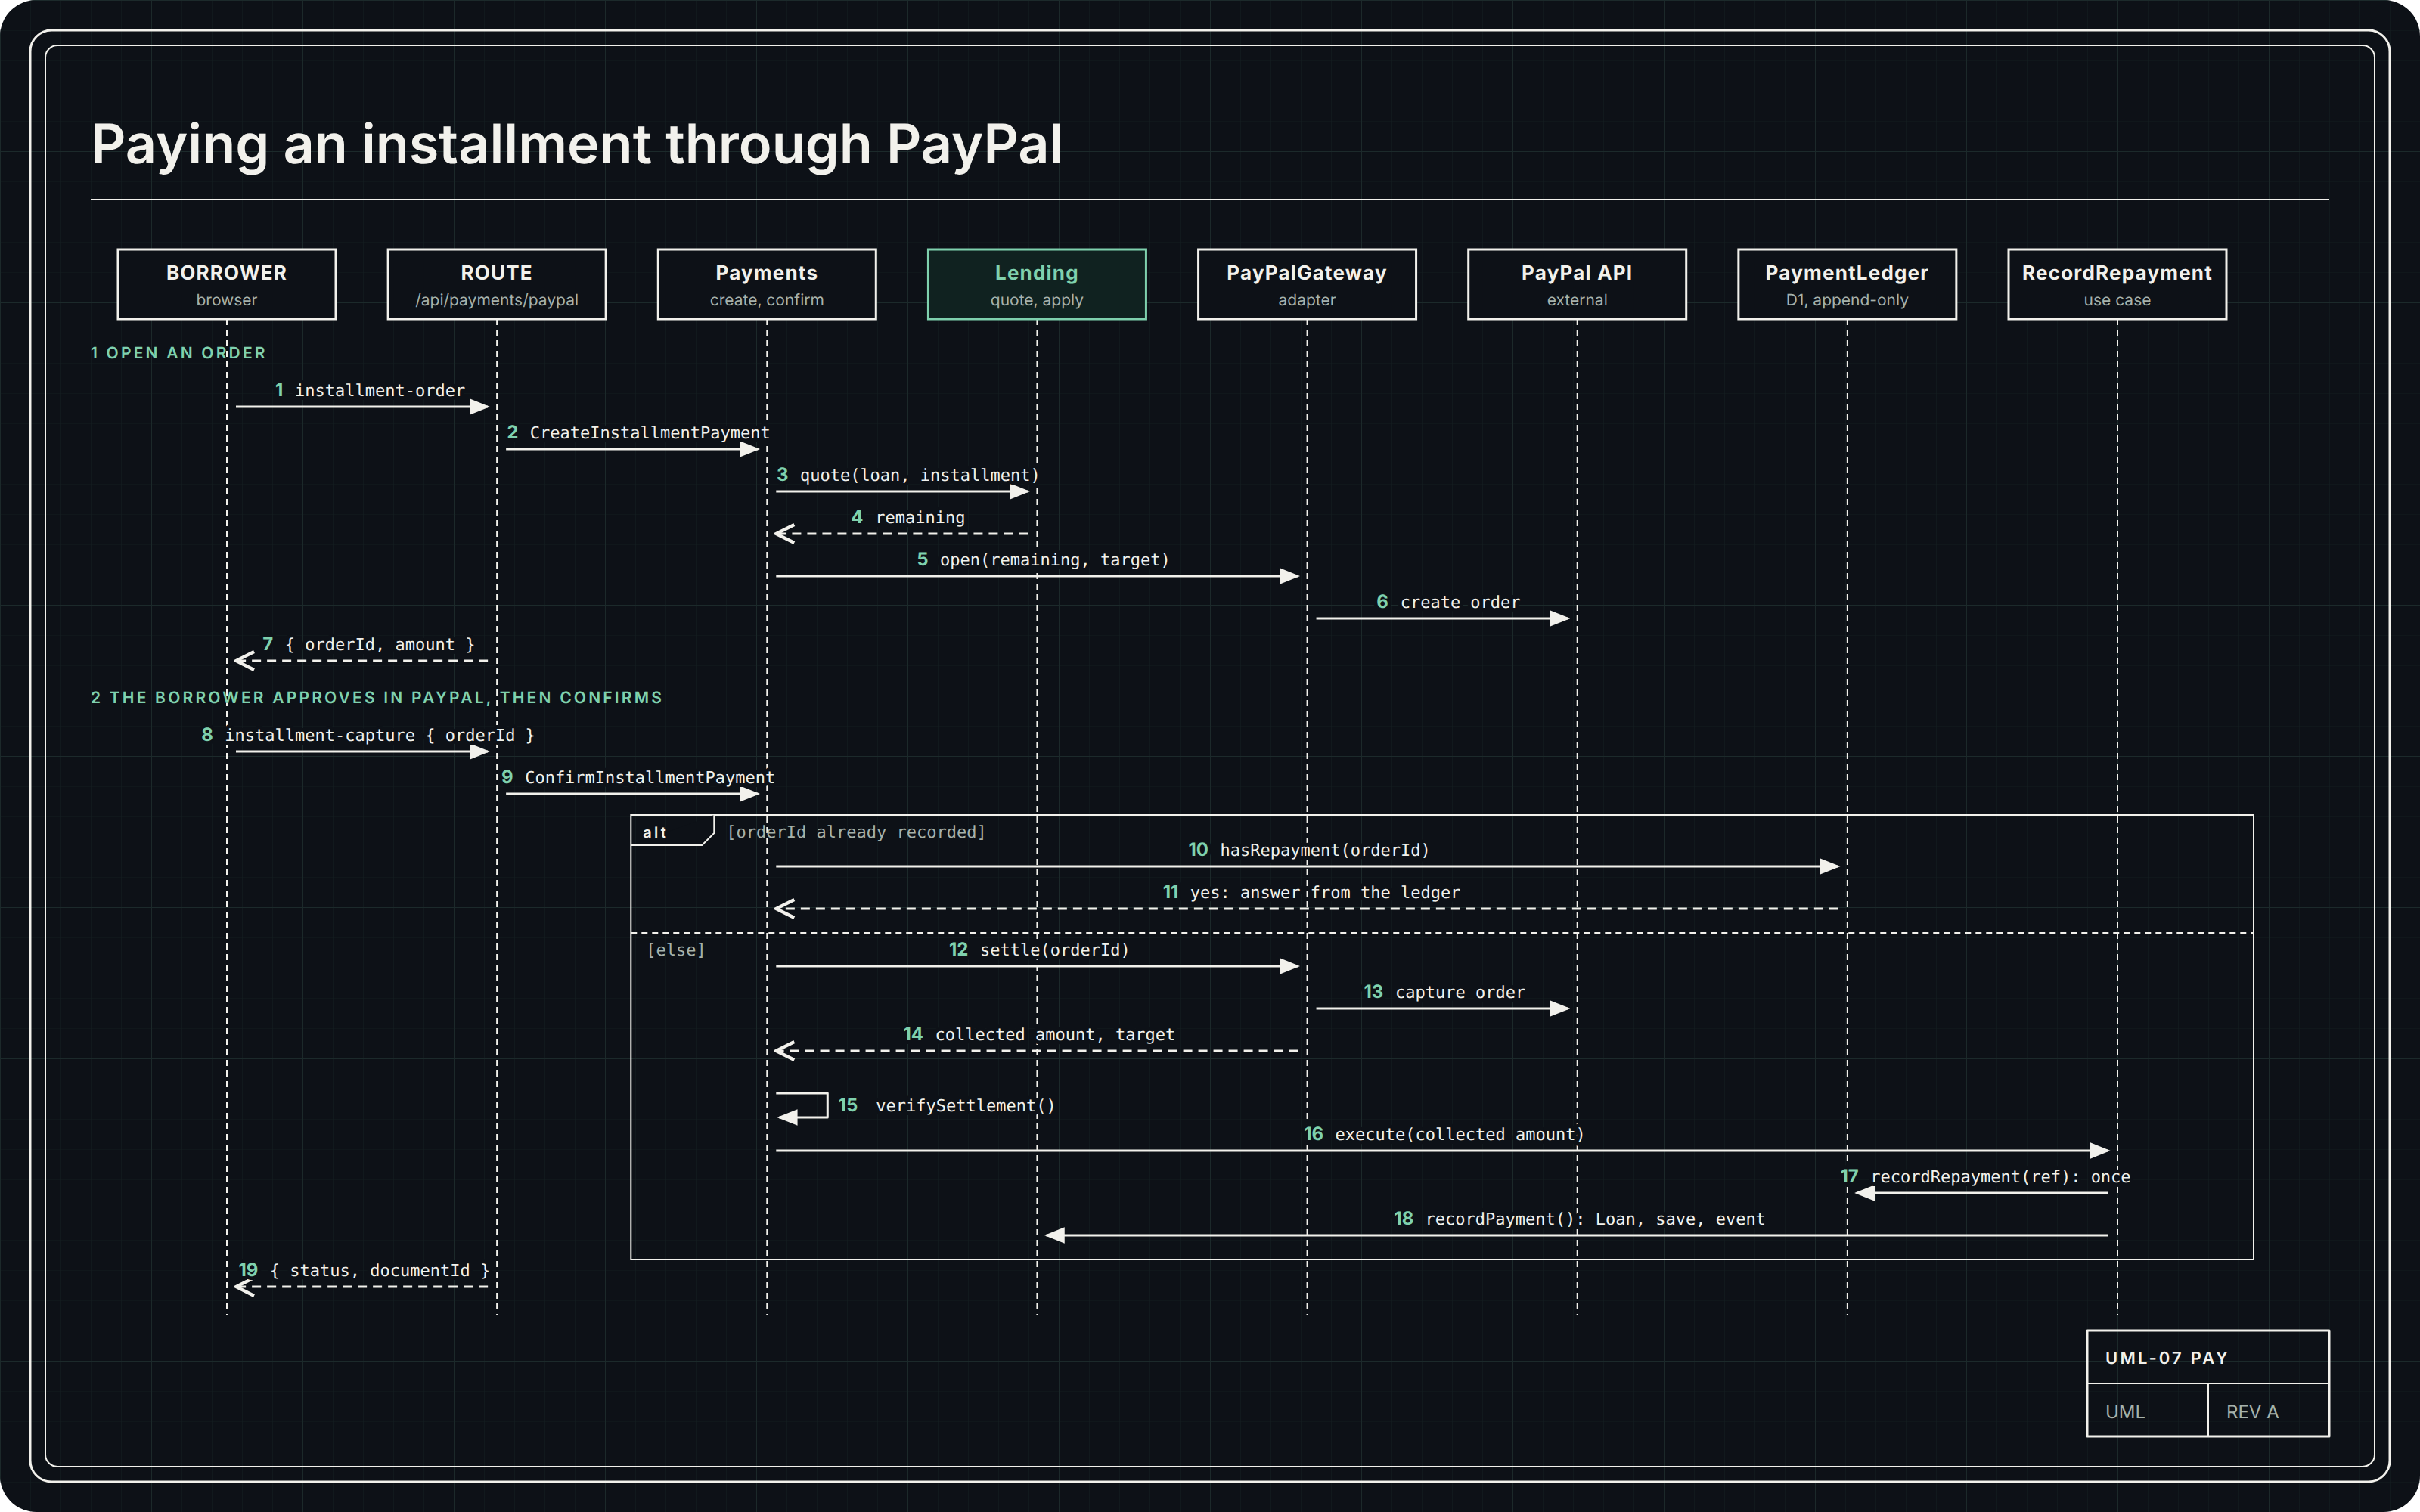 Paying an installment through PayPal
BORROWER
browser
ROUTE
/api/payments/paypal
Payments
create, confirm
Lending
quote, apply
PayPalGateway
adapter
PayPal API
external
PaymentLedger
D1, append-only
RecordRepayment
use case
1 OPEN AN ORDER
1 installment-order
2 CreateInstallmentPayment
3 quote(loan, installment)
4 remaining
5 open(remaining, target)
6 create order
7 { orderId, amount }
2 THE BORROWER APPROVES IN PAYPAL, THEN CONFIRMS
8 installment-capture { orderId }
9 ConfirmInstallmentPayment
alt [orderId already recorded]
10 hasRepayment(orderId)
11 yes: answer from the ledger
[else]
12 settle(orderId)
13 capture order
14 collected amount, target
15 verifySettlement()
16 execute(collected amount)
17 recordRepayment(ref): once
18 recordPayment(): Loan, save, event
19 { status, documentId }
UML-07 PAY
UML
REV A